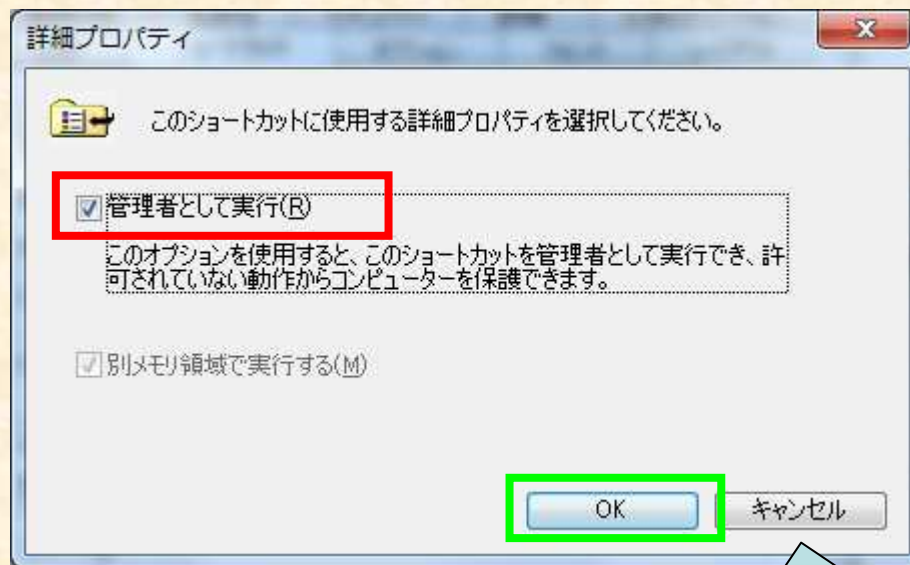 詳細プロパティ
このショートカットに使用する詳細プロパティを選択してください。
管理者として実行(R)
このオプションを使用すると、このショートカットを管理者として実行でき、許
可されていない動作からコンピューターを保護できます。
別メモリ領域で実行する(M)
OK
キャンセル